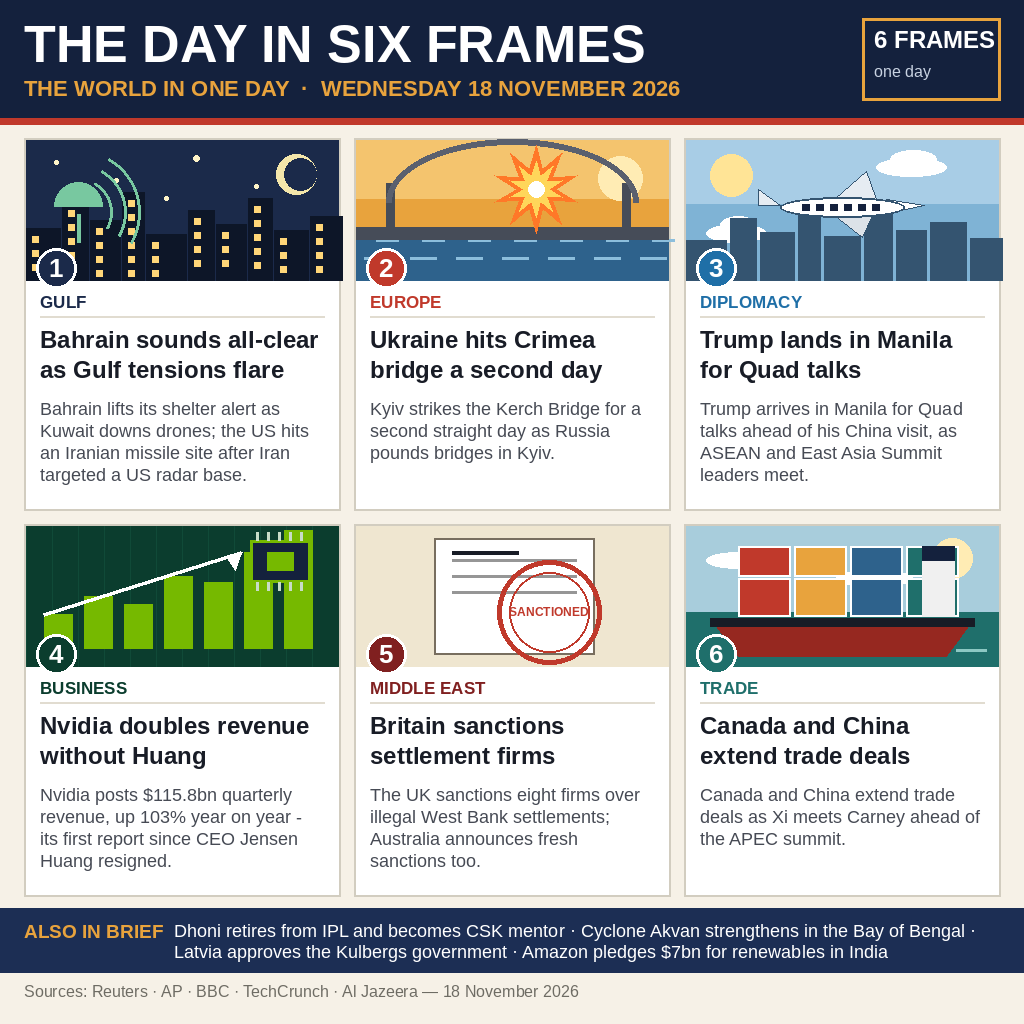 THE DAY IN SIX FRAMES
THE WORLD IN ONE DAY · WEDNESDAY 18 NOVEMBER 2026
6 FRAMES
one day
1
GULF
Bahrain sounds all-clear
as Gulf tensions flare
Bahrain lifts its shelter alert as
Kuwait downs drones; the US hits
an Iranian missile site after Iran
targeted a US radar base.
2
EUROPE
Ukraine hits Crimea
bridge a second day
Kyiv strikes the Kerch Bridge for a
second straight day as Russia
pounds bridges in Kyiv.
3
DIPLOMACY
Trump lands in Manila
for Quad talks
Trump arrives in Manila for Quad
talks ahead of his China visit, as
ASEAN and East Asia Summit
leaders meet.
4
BUSINESS
Nvidia doubles revenue
without Huang
Nvidia posts $115.8bn quarterly
revenue, up 103% year on year -
its first report since CEO Jensen
Huang resigned.
SANCTIONED
5
MIDDLE EAST
Britain sanctions
settlement firms
The UK sanctions eight firms over
illegal West Bank settlements;
Australia announces fresh
sanctions too.
6
TRADE
Canada and China
extend trade deals
Canada and China extend trade
deals as Xi meets Carney ahead of
the APEC summit.
ALSO IN BRIEF Dhoni retires from IPL and becomes CSK mentor · Cyclone Akvan strengthens in the Bay of Bengal ·
Latvia approves the Kulbergs government · Amazon pledges $7bn for renewables in India
Sources: Reuters · AP · BBC · TechCrunch · Al Jazeera — 18 November 2026